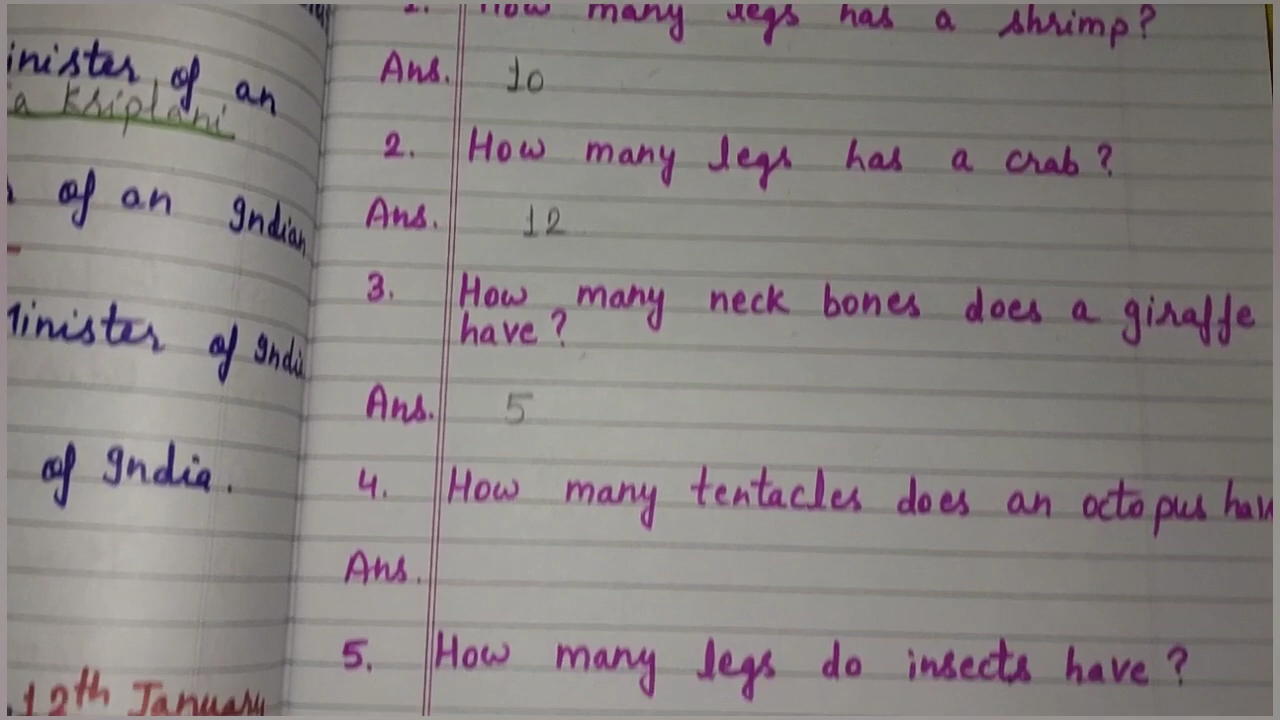 inister of an
a Kriplani
of an Indian
Minister of Indi
of India.
12th January
1. How many legs has a shrimp?
Ans. 10
2. How many legs has a crab?
Ans. 12
3. How many neck bones does a giraffe
have?
Ans. 5
4. How many tentacles does an octopus hav
Ans.
5. How many legs do insects have?